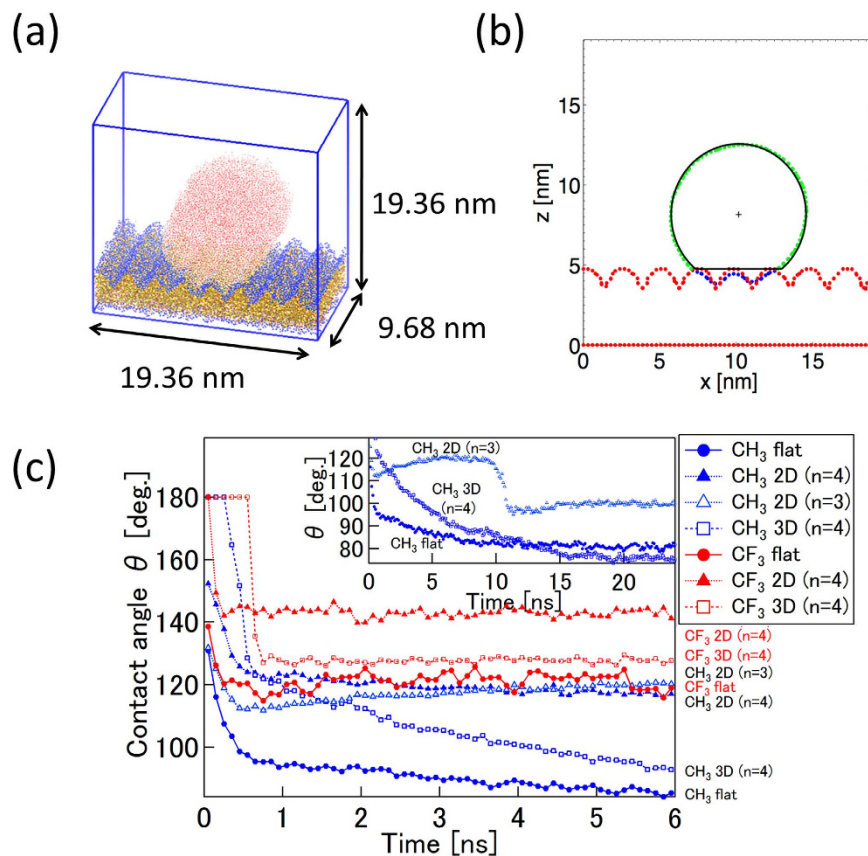 (a)
19.36 nm
9.68 nm
19.36 nm
(b)
z [nm]
15
10
5
0
0 5 10 15
x [nm]
(c)
Contact angle θ [deg.]
180
160
140
120
100
0 1 2 3 4 5 6
Time [ns]
θ [deg.]
120
100
80
0 5 10 20
Time [ns]
CH₃ 2D (n=3)
CH₃ 3D
(n=4)
CH₃ flat
CH₃ flat
CH₃ 2D (n=4)
CH₃ 2D (n=3)
CH₃ 3D (n=4)
CF₃ flat
CF₃ 2D (n=4)
CF₃ 3D (n=4)
CF₃ 2D (n=4)
CF₃ 3D (n=4)
CH₃ 2D (n=3)
CF₃ flat
CH₃ 2D (n=4)
CH₃ 3D (n=4)
CH₃ flat